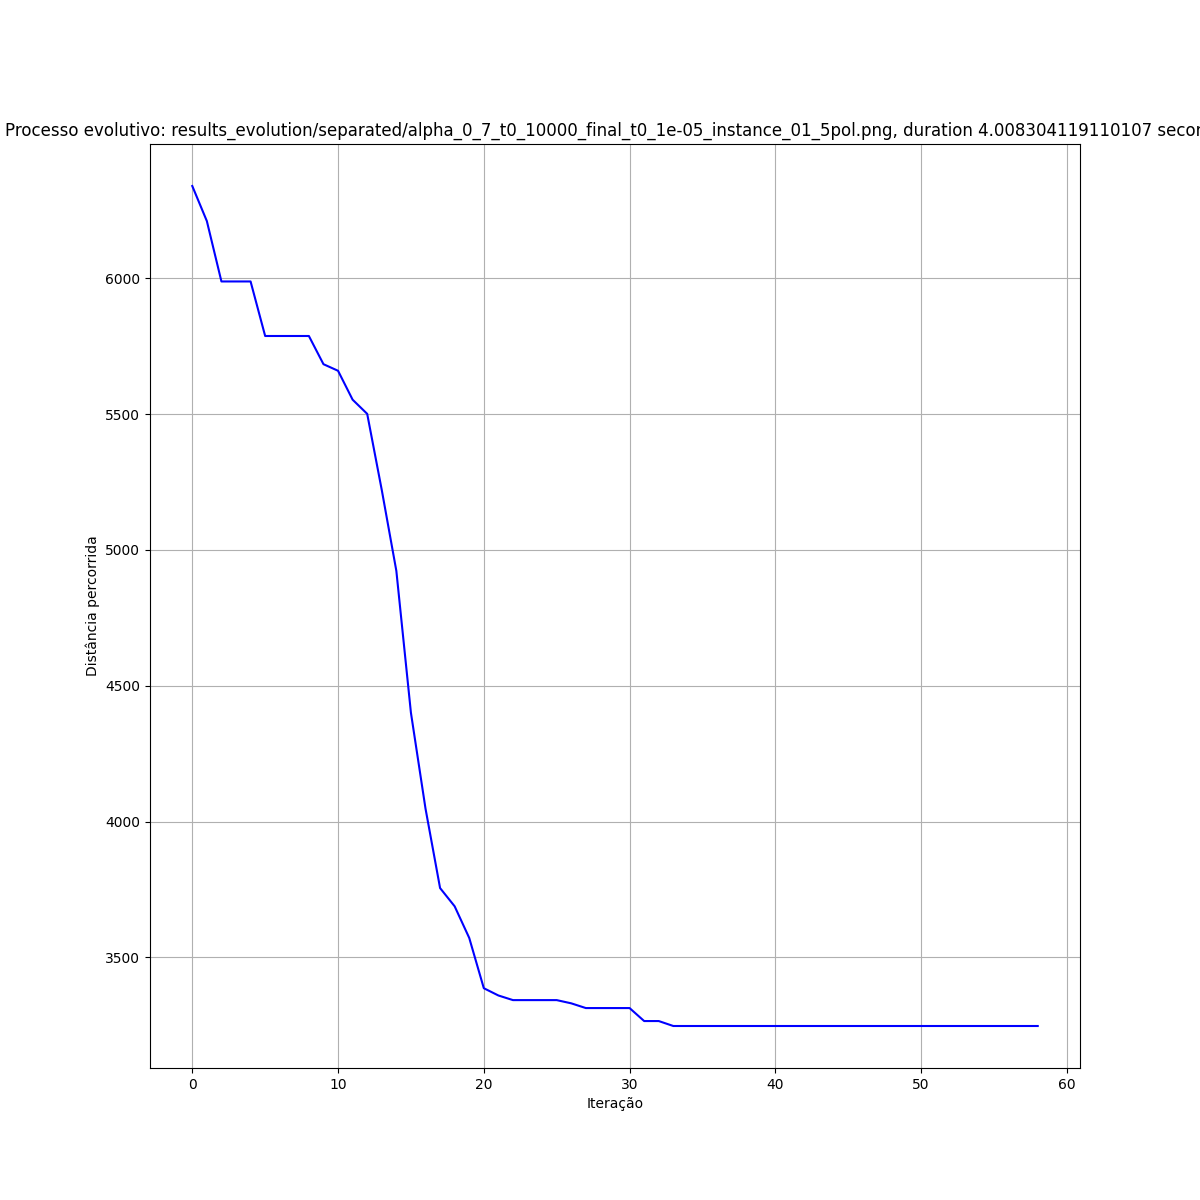 Processo evolutivo: results_evolution/separated/alpha_0_7_t0_10000_final_t0_1e-05_instance_01_5pol.png, duration 4.008304119110107
6000
5500
5000
4500
4000
3500
Distância percorrida
0 10 20 30 40 50 60
Iteração